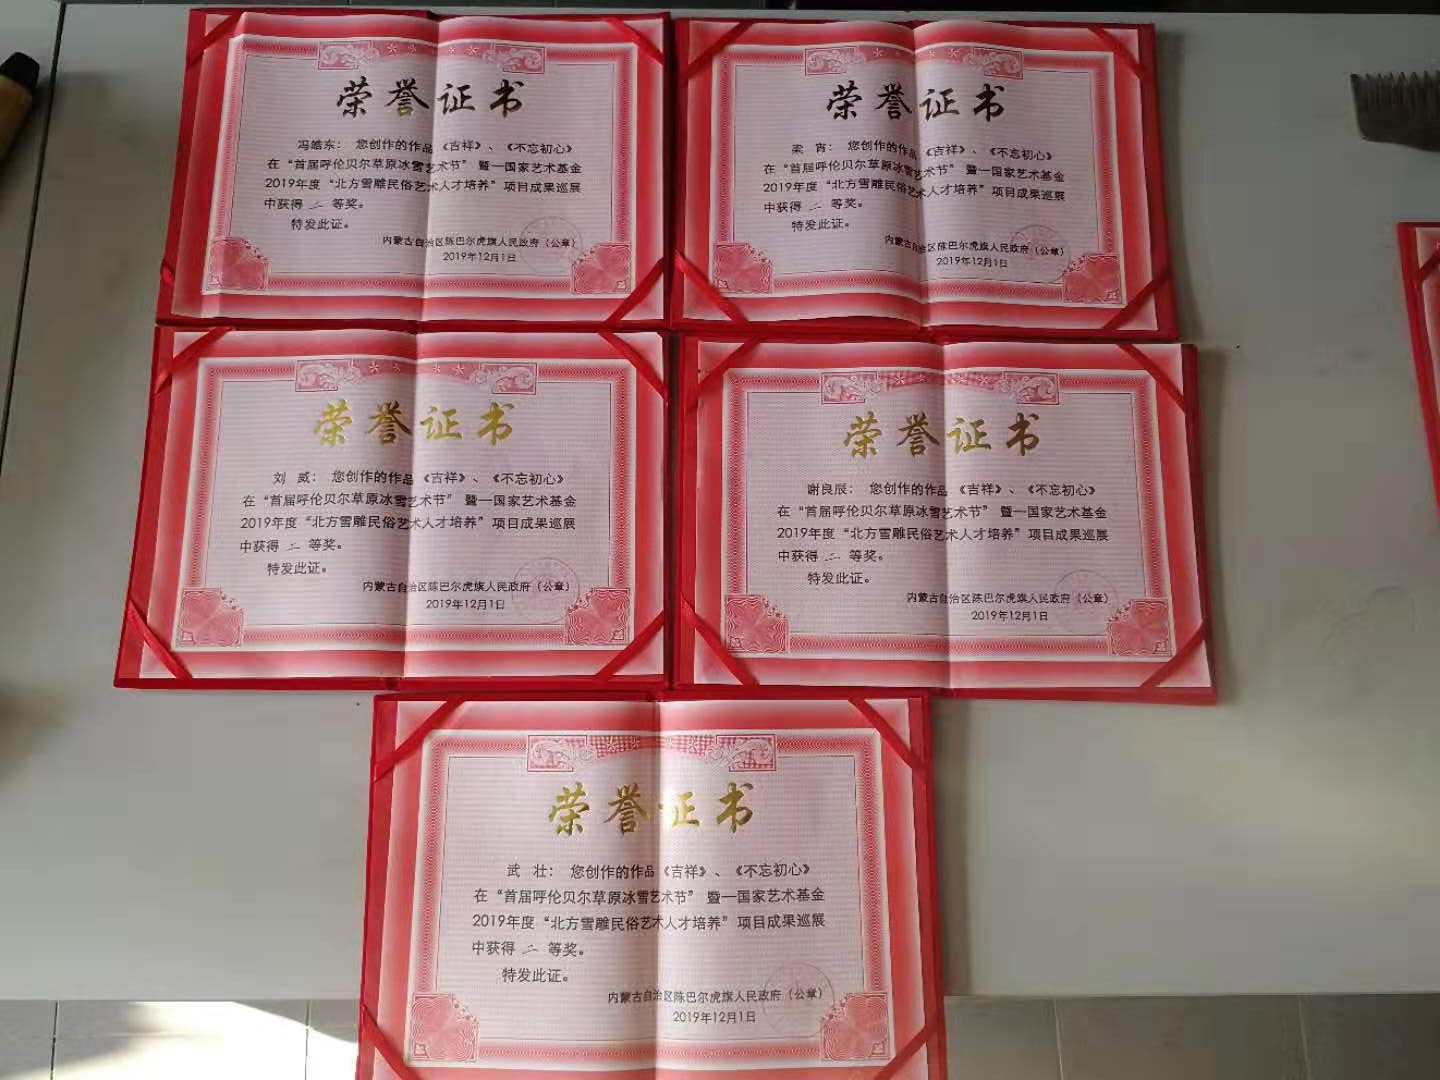 荣誉证书
冯皓东：您创作的作品《吉祥》、《不忘初心》
在“首届呼伦贝尔草原冰雪艺术节”暨一国家艺术基金
2019年度“北方雪雕民俗艺术人才培养”项目成果巡展
中获得 二 等奖。
特发此证。
内蒙古自治区陈巴尔虎旗人民政府（公章）
2019年12月1日
荣誉证书
梁 宵：您创作的作品《吉祥》、《不忘初心》
在“首届呼伦贝尔草原冰雪艺术节”暨一国家艺术基金
2019年度“北方雪雕民俗艺术人才培养”项目成果巡展
中获得 二 等奖。
特发此证。
内蒙古自治区陈巴尔虎旗人民政府（公章）
2019年12月1日
荣誉证书
刘 威：您创作的作品《吉祥》、《不忘初心》
在“首届呼伦贝尔草原冰雪艺术节”暨一国家艺术基金
2019年度“北方雪雕民俗艺术人才培养”项目成果巡展
中获得 二 等奖。
特发此证。
内蒙古自治区陈巴尔虎旗人民政府（公章）
2019年12月1日
荣誉证书
谢良辰：您创作的作品《吉祥》、《不忘初心》
在“首届呼伦贝尔草原冰雪艺术节”暨一国家艺术基金
2019年度“北方雪雕民俗艺术人才培养”项目成果巡展
中获得 二 等奖。
特发此证。
内蒙古自治区陈巴尔虎旗人民政府（公章）
2019年12月1日
荣誉证书
武 壮：您创作的作品《吉祥》、《不忘初心》
在“首届呼伦贝尔草原冰雪艺术节”暨一国家艺术基金
2019年度“北方雪雕民俗艺术人才培养”项目成果巡展
中获得 二 等奖。
特发此证。
内蒙古自治区陈巴尔虎旗人民政府（公章）
2019年12月1日